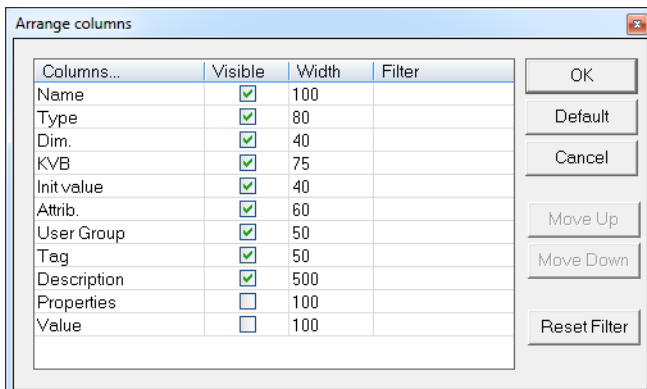 Arrange columns
Columns... Visible Width Filter
Name 100
Type 80
Dim. 40
KVB 75
Init value 40
Attrib. 60
User Group 50
Tag 50
Description 500
Properties 100
Value 100
OK
Default
Cancel
Move Up
Move Down
Reset Filter